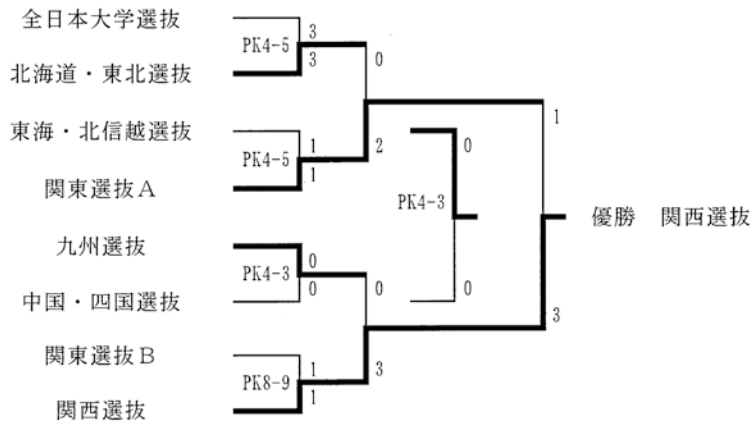 全日本大学選抜
3
PK4-5
3
0
北海道・東北選抜
1
東海・北信越選抜
1
2
0
PK4-5
1
関東選抜A
PK4-3
優勝 関西選抜
九州選抜
0
PK4-3
0
0
0
中国・四国選抜
3
関東選抜B
1
3
PK8-9
1
関西選抜